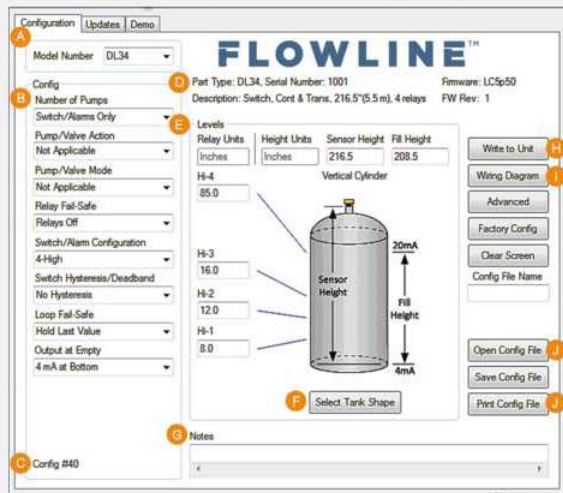 Configuration Updates Demo
A
Model Number DL34
FLOWLINE™
Config
D Part Type: DL34, Serial Number: 1001 Firmware: LC5p50
Description: Switch, Cont & Trans, 216.5"(5.5 m), 4 relays FW Rev: 1
B Number of Pumps
Switch/Alarms Only
Pump/Valve Action
Not Applicable
Pump/Valve Mode
Not Applicable
Relay Fail-Safe
Relays Off
Switch/Alarm Configuration
4-High
Switch Hysteresis/Deadband
No Hysteresis
Loop Fail-Safe
Hold Last Value
Output at Empty
4 mA at Bottom
C Config #40
E Levels
Relay Units Height Units Sensor Height Fill Height
Inches Inches 216.5 208.5
Hi-4 Vertical Cylinder
85.0
Hi-3
16.0
Hi-2
12.0
Hi-1
8.0
20mA
Sensor
Height
Fill
Height
4mA
F Select Tank Shape
G Notes
Write to Unit H
Wiring Diagram I
Advanced
Factory Config
Clear Screen
Config File Name
Open Config File J
Save Config File
Print Config File J